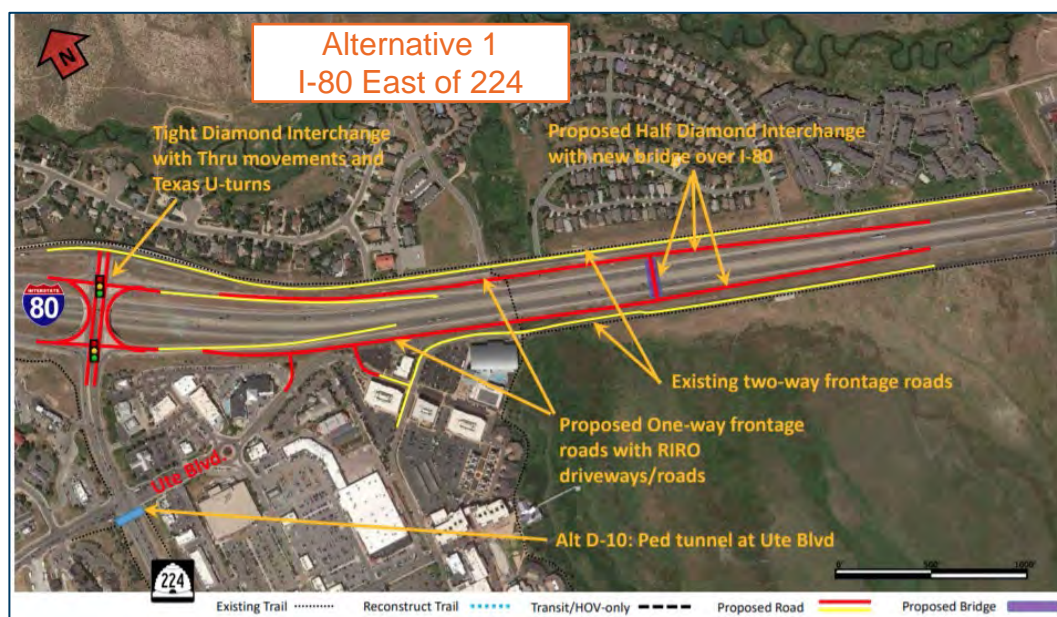 Alternative 1
I-80 East of 224
N
Tight Diamond Interchange
with Thru movements and
Texas U-turns
Proposed Half Diamond Interchange
with new bridge over I-80
INTERSTATE
80
Existing two-way frontage roads
Proposed One-way frontage
roads with RIRO
driveways/roads
Ute Blvd.
Alt D-10: Ped tunnel at Ute Blvd
224
0' 500' 1000'
Existing Trail
Reconstruct Trail
Transit/HOV-only
Proposed Road
Proposed Bridge